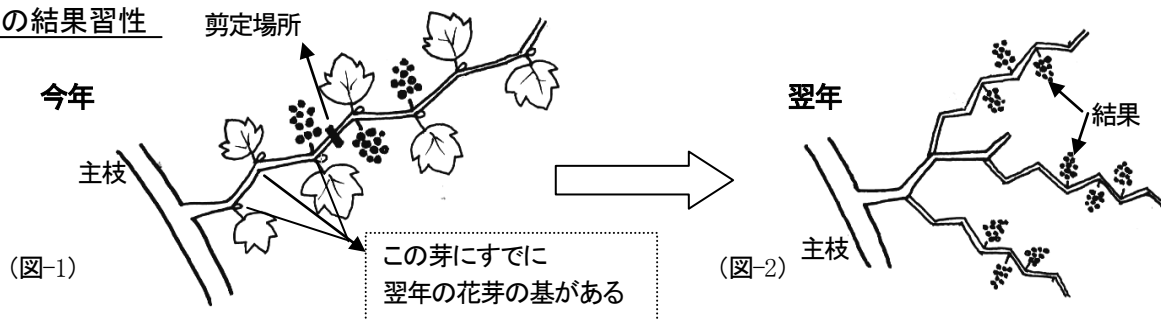 の結果習性
剪定場所
今年
主枝
(図-1)
この芽にすでに
翌年の花芽の基がある
翌年
結果
主枝
(図-2)